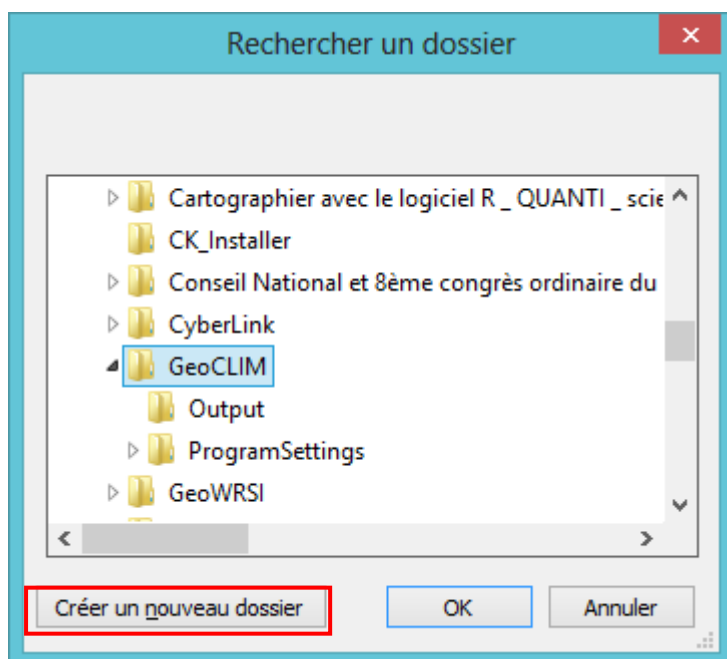 Rechercher un dossier
Cartographier avec le logiciel R _ QUANTI _ scie
CK_Installer
Conseil National et 8ème congrès ordinaire du
CyberLink
GeoCLIM
Output
ProgramSettings
GeoWRSI
Créer un nouveau dossier OK Annuler